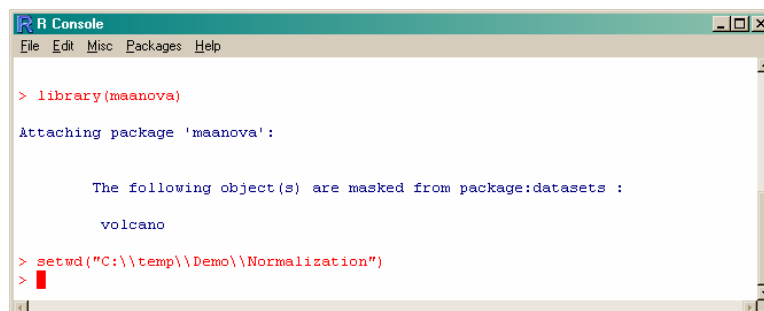 R Console
File Edit Misc Packages Help
> library(maanova)
Attaching package 'maanova':
The following object(s) are masked from package:datasets :
volcano
> setwd("C:\\temp\\Demo\\Normalization")
>